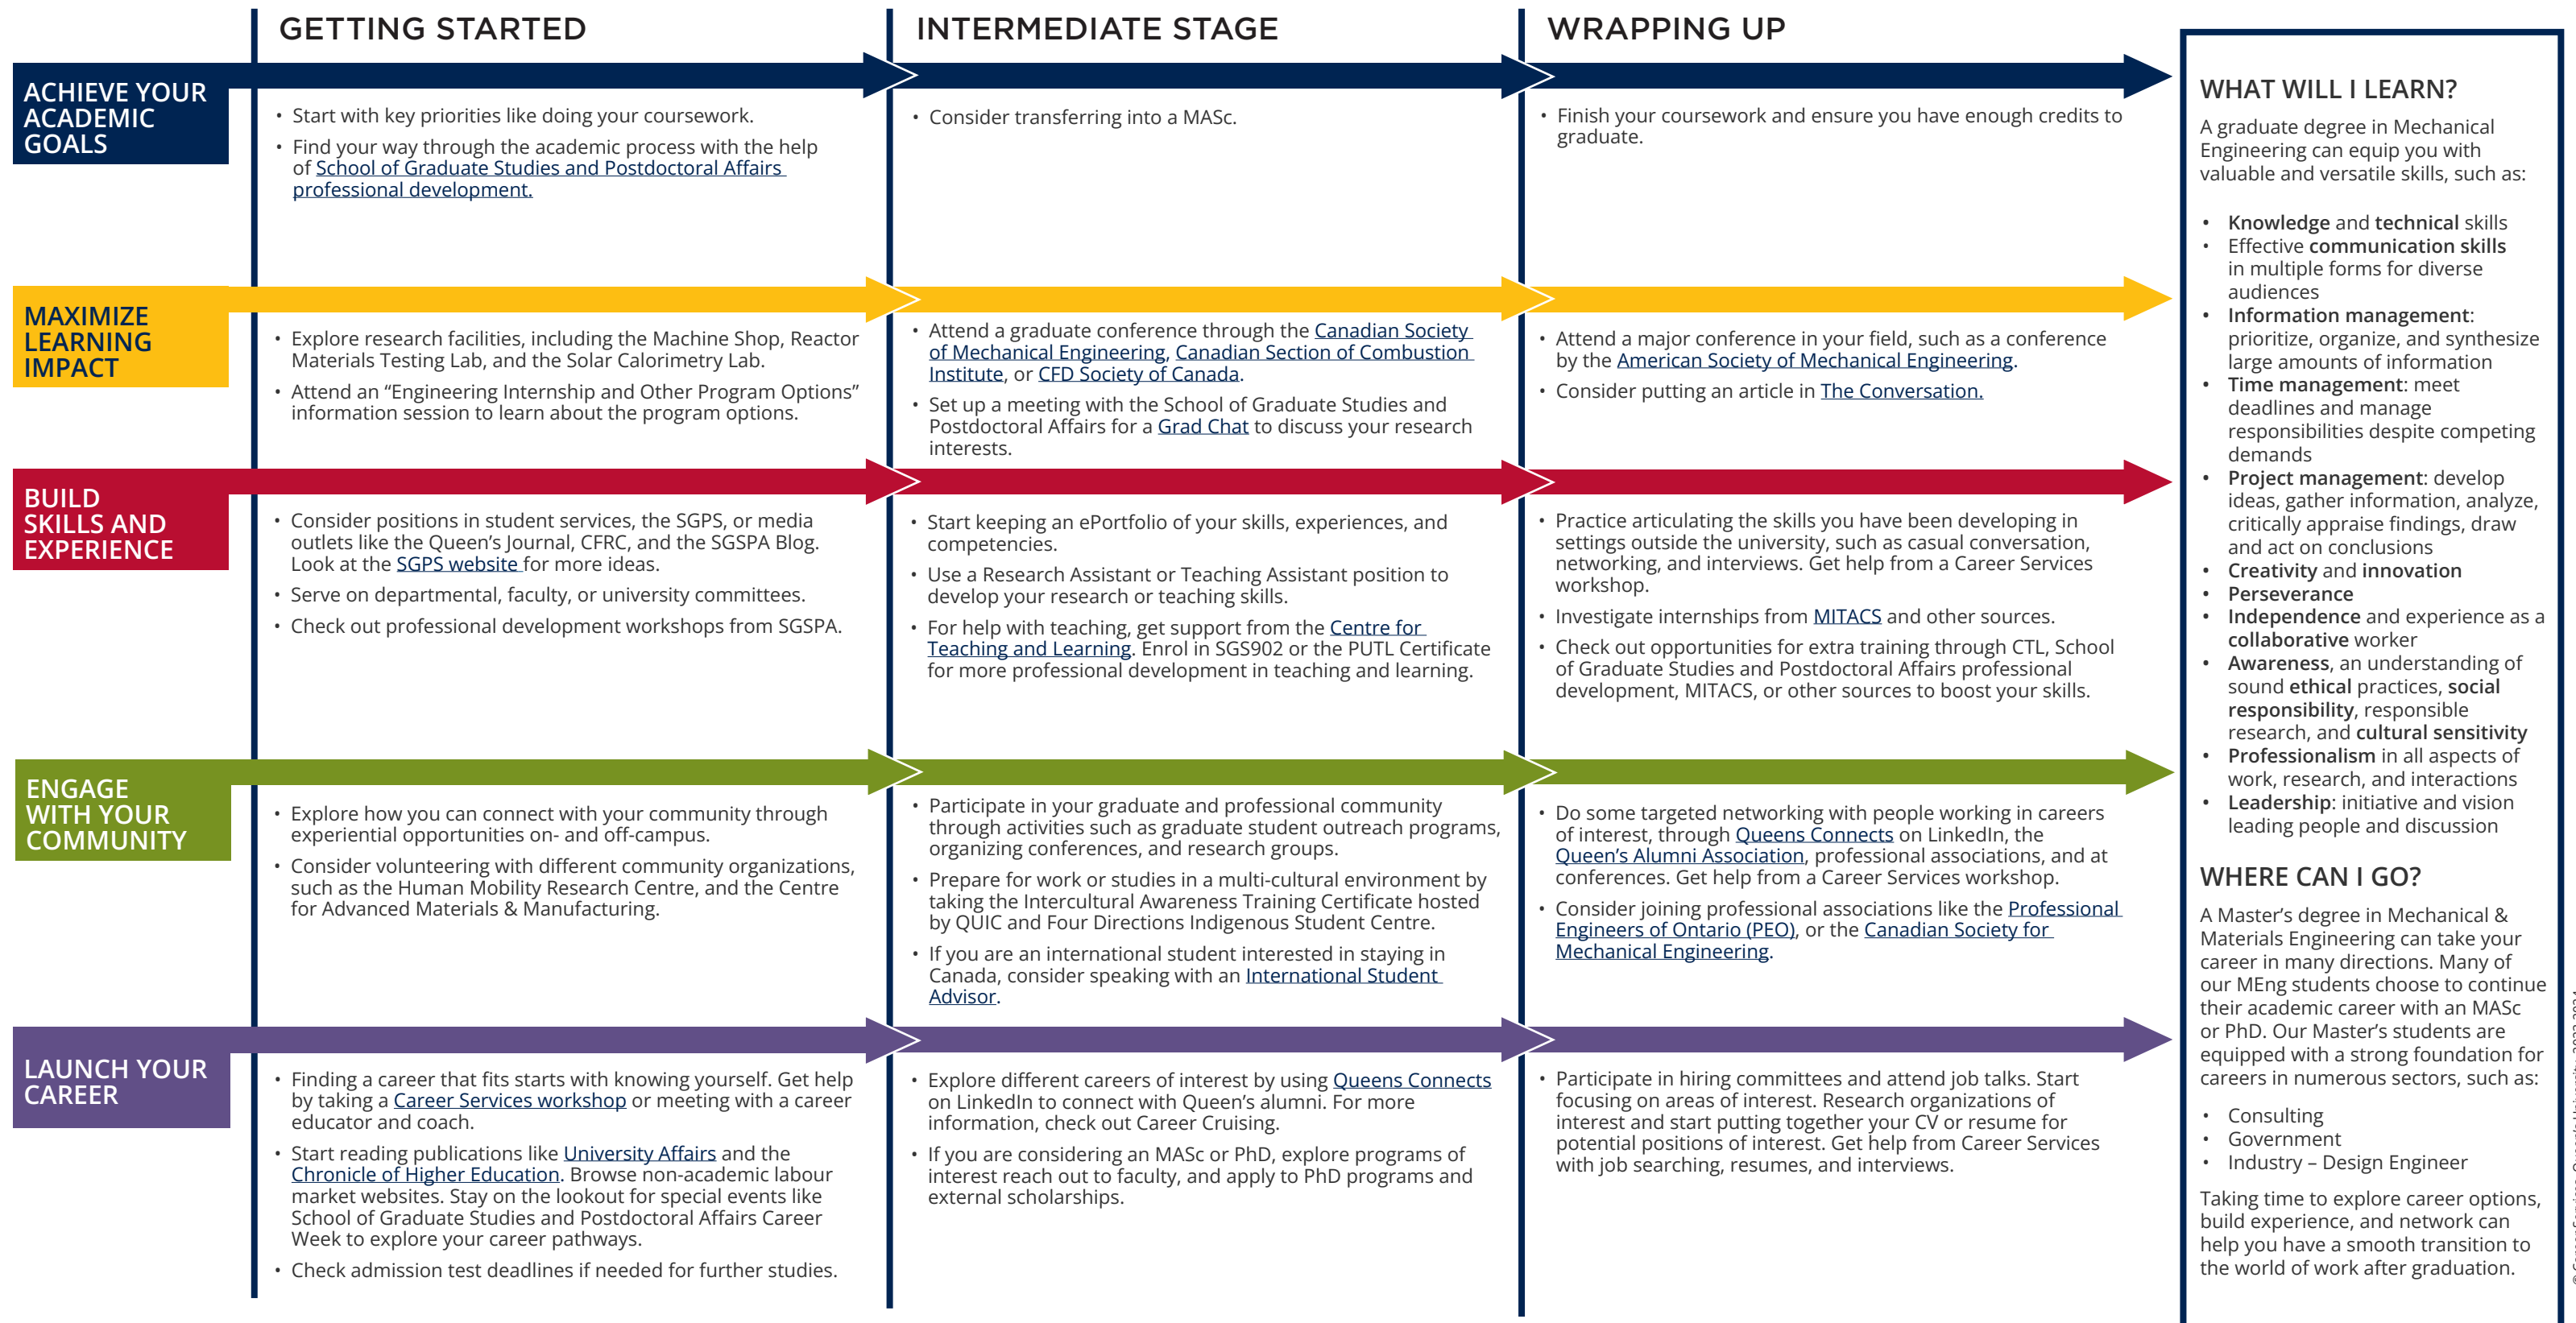 GETTING STARTED
INTERMEDIATE STAGE
WRAPPING UP
ACHIEVE YOUR
ACADEMIC
GOALS
• Start with key priorities like doing your coursework.
• Find your way through the academic process with the help
of School of Graduate Studies and Postdoctoral Affairs
professional development.
• Consider transferring into a MASc.
• Finish your coursework and ensure you have enough credits to
graduate.
MAXIMIZE
LEARNING
IMPACT
• Explore research facilities, including the Machine Shop, Reactor
Materials Testing Lab, and the Solar Calorimetry Lab.
• Attend an “Engineering Internship and Other Program Options”
information session to learn about the program options.
• Attend a graduate conference through the Canadian Society
of Mechanical Engineering, Canadian Section of Combustion
Institute, or CFD Society of Canada.
• Set up a meeting with the School of Graduate Studies and
Postdoctoral Affairs for a Grad Chat to discuss your research
interests.
• Attend a major conference in your field, such as a conference
by the American Society of Mechanical Engineering.
• Consider putting an article in The Conversation.
BUILD
SKILLS AND
EXPERIENCE
• Consider positions in student services, the SGPS, or media
outlets like the Queen’s Journal, CFRC, and the SGSPA Blog.
Look at the SGPS website for more ideas.
• Serve on departmental, faculty, or university committees.
• Check out professional development workshops from SGSPA.
• Start keeping an ePortfolio of your skills, experiences, and
competencies.
• Use a Research Assistant or Teaching Assistant position to
develop your research or teaching skills.
• For help with teaching, get support from the Centre for
Teaching and Learning. Enrol in SGS902 or the PUTL Certificate
for more professional development in teaching and learning.
• Practice articulating the skills you have been developing in
settings outside the university, such as casual conversation,
networking, and interviews. Get help from a Career Services
workshop.
• Investigate internships from MITACS and other sources.
• Check out opportunities for extra training through CTL, School
of Graduate Studies and Postdoctoral Affairs professional
development, MITACS, or other sources to boost your skills.
ENGAGE
WITH YOUR
COMMUNITY
• Explore how you can connect with your community through
experiential opportunities on- and off-campus.
• Consider volunteering with different community organizations,
such as the Human Mobility Research Centre, and the Centre
for Advanced Materials & Manufacturing.
• Participate in your graduate and professional community
through activities such as graduate student outreach programs,
organizing conferences, and research groups.
• Prepare for work or studies in a multi-cultural environment by
taking the Intercultural Awareness Training Certificate hosted
by QUIC and Four Directions Indigenous Student Centre.
• If you are an international student interested in staying in
Canada, consider speaking with an International Student
Advisor.
• Do some targeted networking with people working in careers
of interest, through Queens Connects on LinkedIn, the
Queen’s Alumni Association, professional associations, and at
conferences. Get help from a Career Services workshop.
• Consider joining professional associations like the Professional
Engineers of Ontario (PEO), or the Canadian Society for
Mechanical Engineering.
LAUNCH YOUR
CAREER
• Finding a career that fits starts with knowing yourself. Get help
by taking a Career Services workshop or meeting with a career
educator and coach.
• Start reading publications like University Affairs and the
Chronicle of Higher Education. Browse non-academic labour
market websites. Stay on the lookout for special events like
School of Graduate Studies and Postdoctoral Affairs Career
Week to explore your career pathways.
• Check admission test deadlines if needed for further studies.
• Explore different careers of interest by using Queens Connects
on LinkedIn to connect with Queen’s alumni. For more
information, check out Career Cruising.
• If you are considering an MASc or PhD, explore programs of
interest reach out to faculty, and apply to PhD programs and
external scholarships.
• Participate in hiring committees and attend job talks. Start
focusing on areas of interest. Research organizations of
interest and start putting together your CV or resume for
potential positions of interest. Get help from Career Services
with job searching, resumes, and interviews.
WHAT WILL I LEARN?
A graduate degree in Mechanical
Engineering can equip you with
valuable and versatile skills, such as:
• Knowledge and technical skills
• Effective communication skills
in multiple forms for diverse
audiences
• Information management:
prioritize, organize, and synthesize
large amounts of information
• Time management: meet
deadlines and manage
responsibilities despite competing
demands
• Project management: develop
ideas, gather information, analyze,
critically appraise findings, draw
and act on conclusions
• Creativity and innovation
• Perseverance
• Independence and experience as a
collaborative worker
• Awareness, an understanding of
sound ethical practices, social
responsibility, responsible
research, and cultural sensitivity
• Professionalism in all aspects of
work, research, and interactions
• Leadership: initiative and vision
leading people and discussion
WHERE CAN I GO?
A Master’s degree in Mechanical &
Materials Engineering can take your
career in many directions. Many of
our MEng students choose to continue
their academic career with an MASc
or PhD. Our Master’s students are
equipped with a strong foundation for
careers in numerous sectors, such as:
• Consulting
• Government
• Industry – Design Engineer
Taking time to explore career options,
build experience, and network can
help you have a smooth transition to
the world of work after graduation.